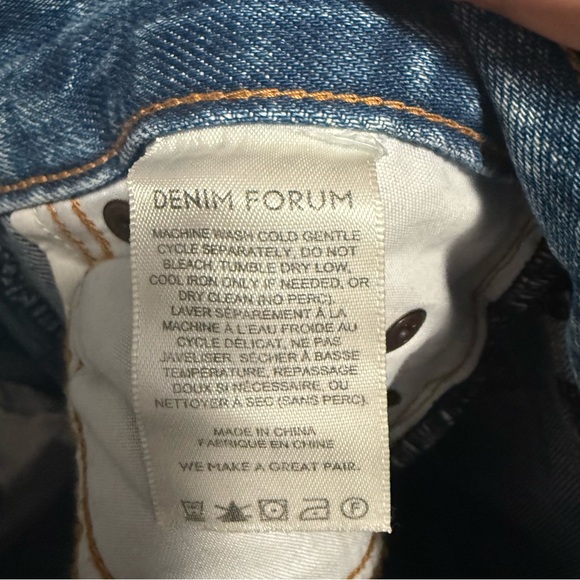 DENIM FORUM
MACHINE WASH COLD GENTLE
CYCLE SEPARATELY, DO NOT
BLEACH, TUMBLE DRY LOW,
COOL IRON ONLY IF NEEDED, OR
DRY CLEAN (NO PERC).
LAVER SÉPARÉMENT À LA
MACHINE À L'EAU FROIDE AU
CYCLE DÉLICAT, NE PAS
JAVELISER, SÉCHER À BASSE
TEMPÉRATURE, REPASSAGE
DOUX SI NÉCESSAIRE, OU
NETTOYER À SEC (SANS PERC).
MADE IN CHINA
FABRIQUE EN CHINE
WE MAKE A GREAT PAIR.
F